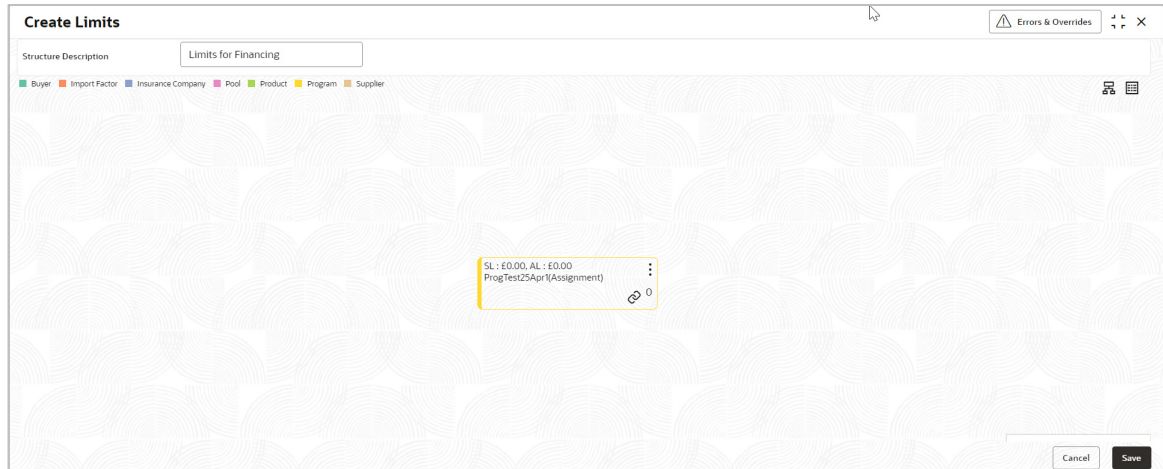 Create Limits
Errors & Overrides
Structure Description
Limits for Financing
Buyer Import Factor Insurance Company Pool Product Program Supplier
SL : £0.00, AL : £0.00
ProgTest25Apr1(Assignment)
0
Cancel
Save